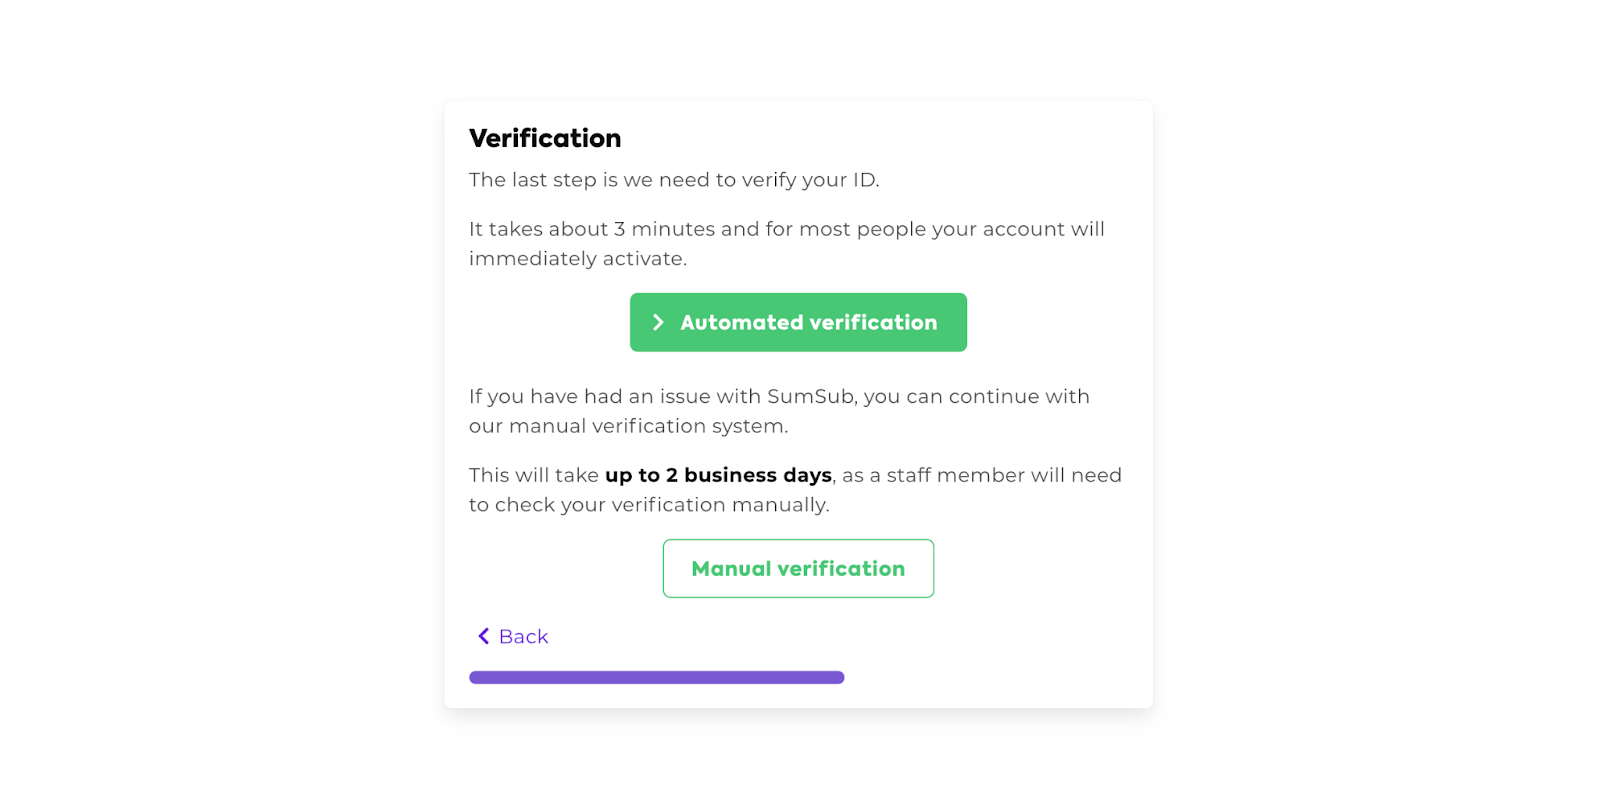 Verification
The last step is we need to verify your ID.
It takes about 3 minutes and for most people your account will
immediately activate.
Automated verification
If you have had an issue with SumSub, you can continue with
our manual verification system.
This will take up to 2 business days, as a staff member will need
to check your verification manually.
Manual verification
Back